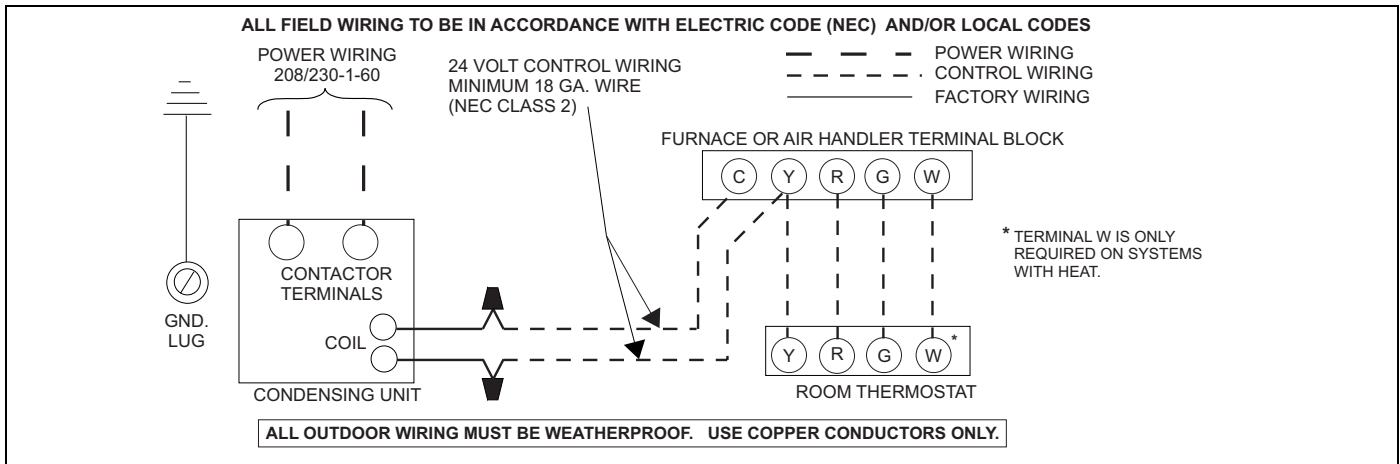 ALL FIELD WIRING TO BE IN ACCORDANCE WITH ELECTRIC CODE (NEC) AND/OR LOCAL CODES
POWER WIRING
208/230-1-60
24 VOLT CONTROL WIRING
MINIMUM 18 GA. WIRE
(NEC CLASS 2)
POWER WIRING
CONTROL WIRING
FACTORY WIRING
FURNACE OR AIR HANDLER TERMINAL BLOCK
C Y R G W
* TERMINAL W IS ONLY
REQUIRED ON SYSTEMS
WITH HEAT.
CONTACTOR
TERMINALS
GND.
LUG
COIL
CONDENSING UNIT
Y R G W *
ROOM THERMOSTAT
ALL OUTDOOR WIRING MUST BE WEATHERPROOF. USE COPPER CONDUCTORS ONLY.